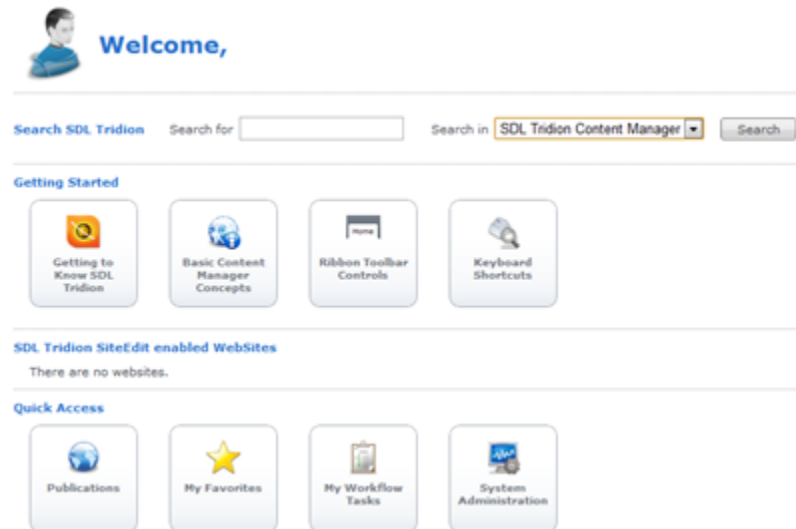 Welcome,
Search SDL Tridion Search for Search in SDL Tridion Content Manager Search
Getting Started
Getting to Know SDL Tridion
Basic Content Manager Concepts
Home
Ribbon Toolbar Controls
Keyboard Shortcuts
SDL Tridion SiteEdit enabled WebSites
There are no websites.
Quick Access
Publications
My Favorites
My Workflow Tasks
System Administration